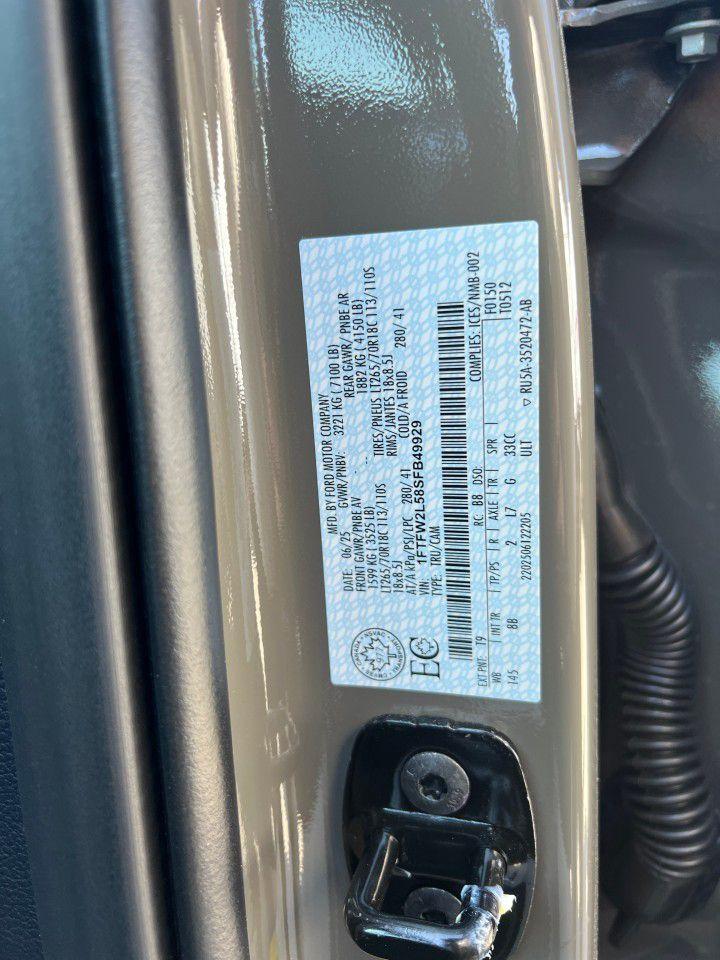 MFD. BY FORD MOTOR COMPANY
DATE: 06/25 GVWR/PNBV: 3221 KG (7100 LB)
FRONT GAWR/PNBE AV REAR GAWR/ PNBE AR
1599 KG (3525 LB) 1882 KG (4150 LB)
LT265/70R18C 113/110S TIRES/PNEUS LT265/70R18C 113/110S
18x8.5J RIMS/JANTES 18x8.5J
AT/A kPa/PSI/LPC 280/ 41 COLD/A FROID 280/ 41
VIN: 1FTFW2L58SFB49929
TYPE: TRU/CAM
EC
EXT PNT: T9 RC: B8 DSO: COMPLIES: ICES/NMB-002
WB INT TR TP/PS R AXLE TR SPR F0150
145 8B 2 L7 G 33CC T0512
2202506122205 ULT ▽ RU5A-3520472-AB